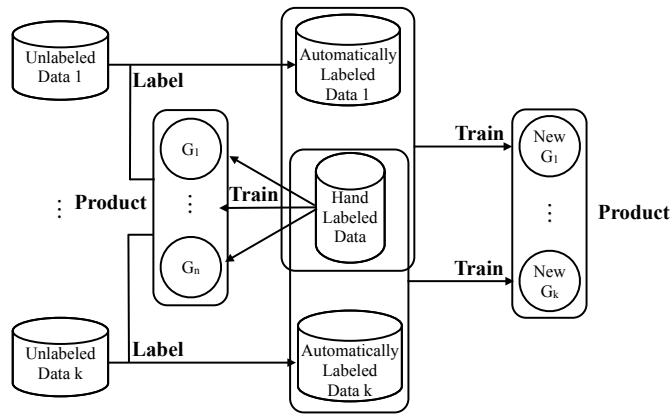 Unlabeled
Data 1
Label
Automatically
Labeled
Data 1
G1
⋮
Gn
Product
⋮
Train
Hand
Labeled
Data
Train
New
G1
⋮
Product
Train
New
Gk
Unlabeled
Data k
Label
Automatically
Labeled
Data k